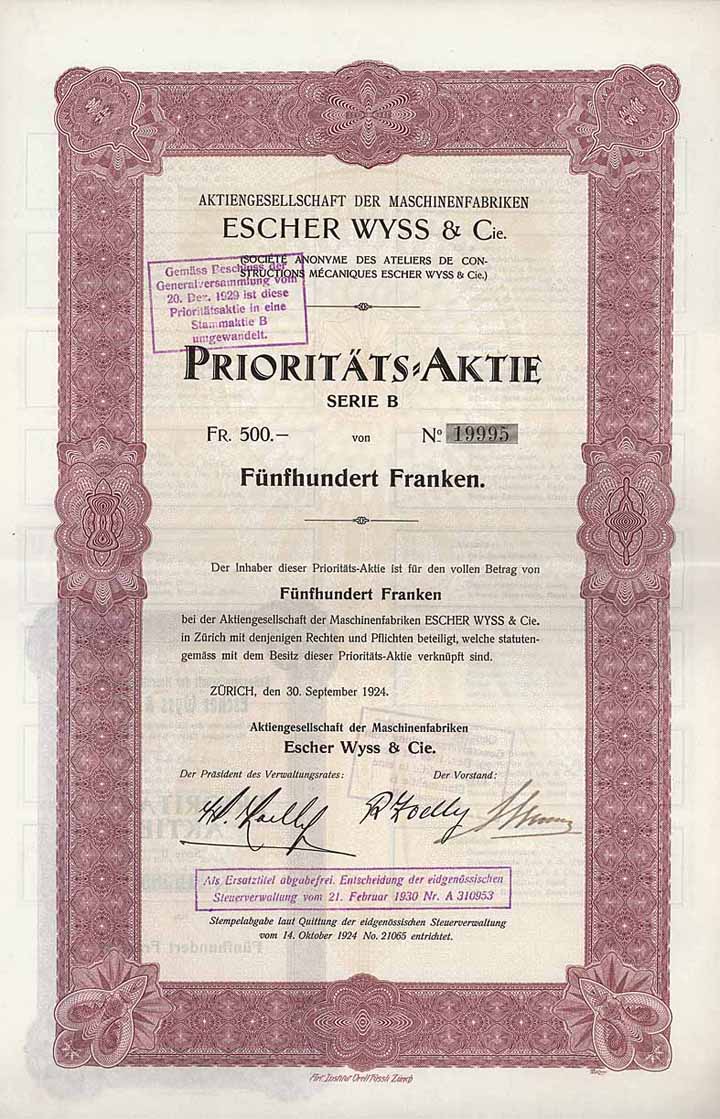 AKTIENGESELLSCHAFT DER MASCHINENFABRIKEN
ESCHER WYSS & Cie.
(SOCIÉTÉ ANONYME DES ATELIERS DE CON-
STRUCTIONS MÉCANIQUES ESCHER WYSS & Cie.)
Gemäss Beschluss der
Generalversammlung vom
20. Dez. 1929 ist diese
Prioritätsaktie in eine
Stammaktie B
umgewandelt.
PRIORITÄTS-AKTIE
SERIE B
FR. 500.— von No 19995
Fünfhundert Franken.
Der Inhaber dieser Prioritäts-Aktie ist für den vollen Betrag von
Fünfhundert Franken
bei der Aktiengesellschaft der Maschinenfabriken ESCHER WYSS & Cie.
in Zürich mit denjenigen Rechten und Pflichten beteiligt, welche statuten-
gemäss mit dem Besitz dieser Prioritäts-Aktie verknüpft sind.
ZÜRICH, den 30. September 1924.
Aktiengesellschaft der Maschinenfabriken
Escher Wyss & Cie.
Der Präsident des Verwaltungsrates: Der Vorstand:
Als Ersatztitel abgabefrei. Entscheidung der eidgenössischen
Steuerverwaltung vom 21. Februar 1930 Nr. A 310953
Stempelabgabe laut Quittung der eidgenössischen Steuerverwaltung
vom 14. Oktober 1924 No. 21065 entrichtet.
Art. Institut Orell Füssli Zürich